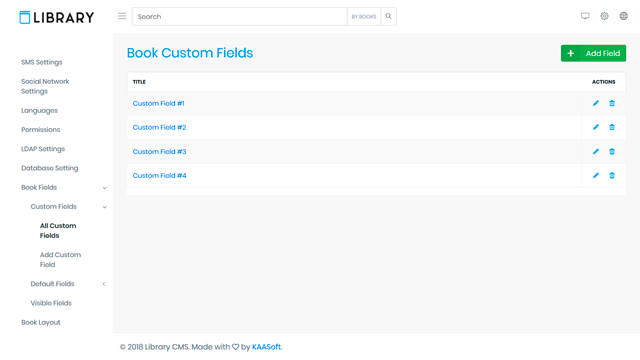 LIBRARY
Search
BY BOOKS
SMS Settings
Social Network
Settings
Languages
Permissions
LDAP Settings
Database Setting
Book Fields
Custom Fields
All Custom
Fields
Add Custom
Field
Default Fields
Visible Fields
Book Layout
Book Custom Fields
+ Add Field
TITLE ACTIONS
Custom Field #1
Custom Field #2
Custom Field #3
Custom Field #4
© 2018 Library CMS. Made with ♡ by KAASoft.